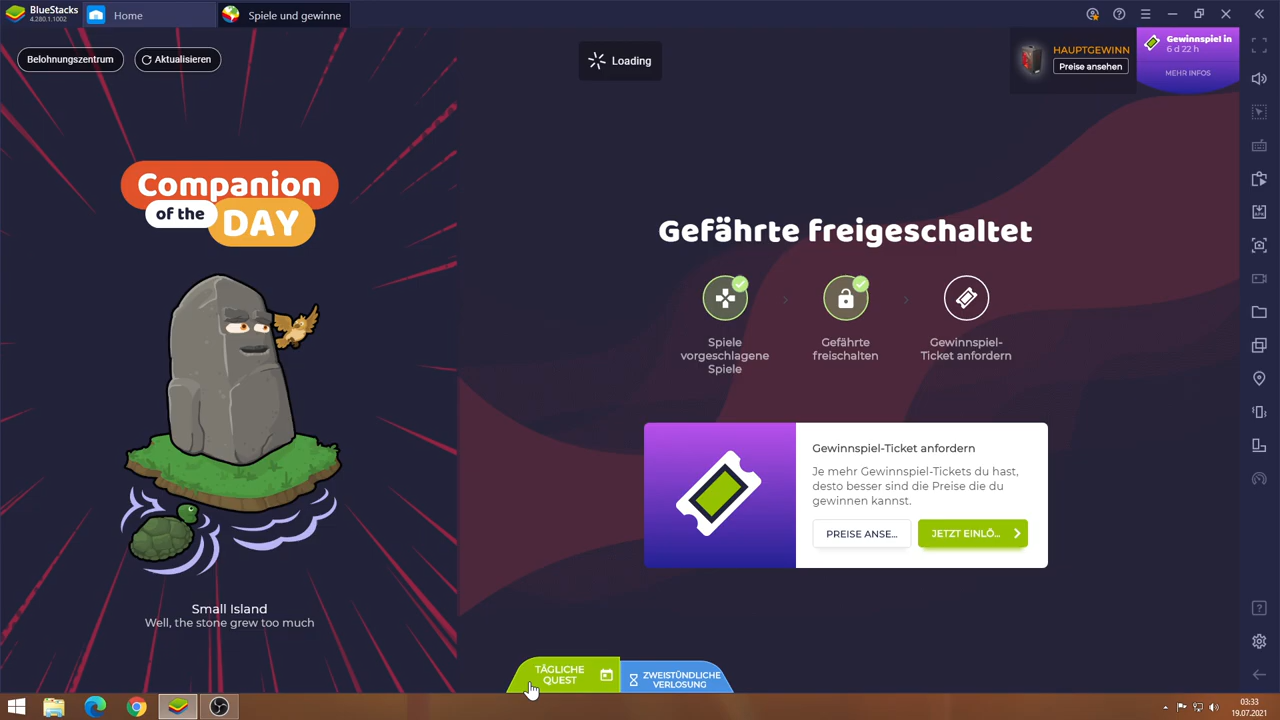 BlueStacks
4.280.1.1002
Home
Spiele und gewinne
Belohnungszentrum
Aktualisieren
Loading
HAUPTGEWINN
Preise ansehen
Gewinnspiel in
6 d 22 h
MEHR INFOS
Companion
of the
DAY
Small Island
Well, the stone grew too much
Gefährte freigeschaltet
Spiele
vorgeschlagene
Spiele
Gefährte
freischalten
Gewinnspiel-
Ticket anfordern
Gewinnspiel-Ticket anfordern
Je mehr Gewinnspiel-Tickets du hast,
desto besser sind die Preise die du
gewinnen kannst.
PREISE ANSE...
JETZT EINLÖ...
TÄGLICHE
QUEST
ZWEISTÜNDLICHE
VERLOSUNG
03:33
19.07.2021